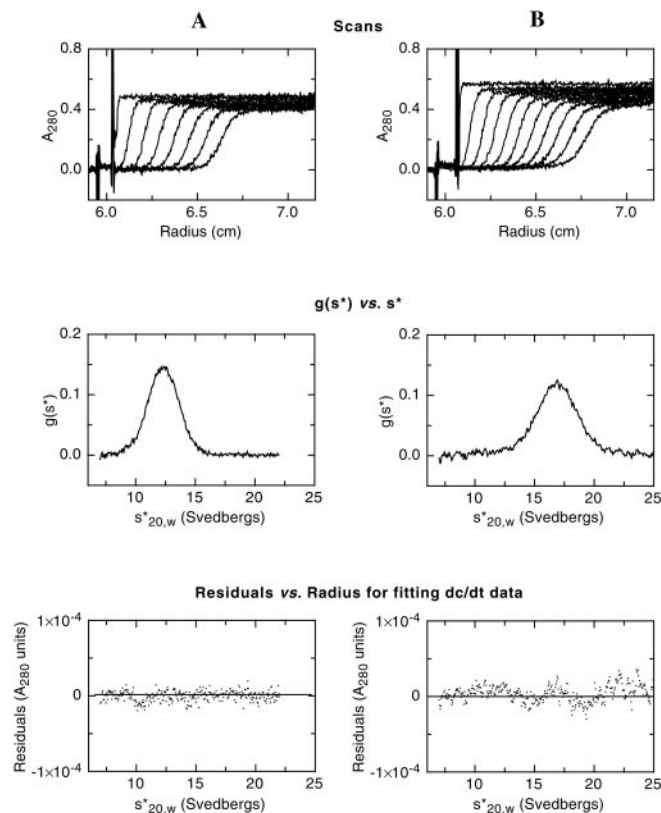 A
B
Scans
0.8
0.4
0.0
A280
6.0 6.5 7.0
Radius (cm)
0.8
0.4
0.0
A280
6.0 6.5 7.0
Radius (cm)
g(s*) vs. s*
0.2
0.1
0.0
g(s*)
10 15 20 25
s*20,w (Svedbergs)
0.2
0.1
0.0
g(s*)
10 15 20 25
s*20,w (Svedbergs)
Residuals vs. Radius for fitting dc/dt data
1×10-4
0
-1×10-4
Residuals (A280 units)
10 15 20 25
s*20,w (Svedbergs)
1×10-4
0
-1×10-4
Residuals (A280 units)
10 15 20 25
s*20,w (Svedbergs)